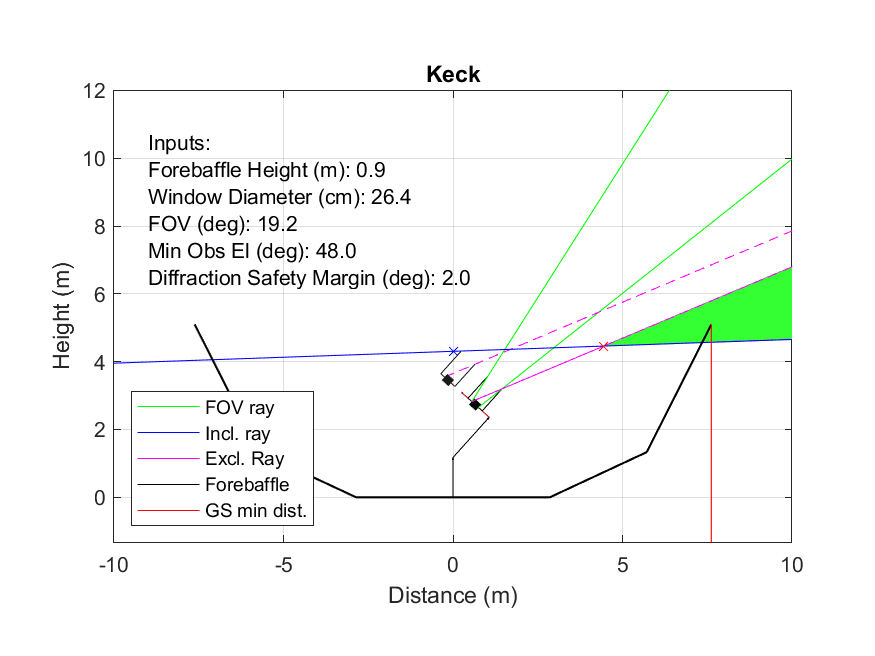 Keck
12
10
8
6
4
2
0
Height (m)
Inputs:
Forebaffle Height (m): 0.9
Window Diameter (cm): 26.4
FOV (deg): 19.2
Min Obs El (deg): 48.0
Diffraction Safety Margin (deg): 2.0
FOV ray
Incl. ray
Excl. Ray
Forebaffle
GS min dist.
-10
-5
0
5
10
Distance (m)